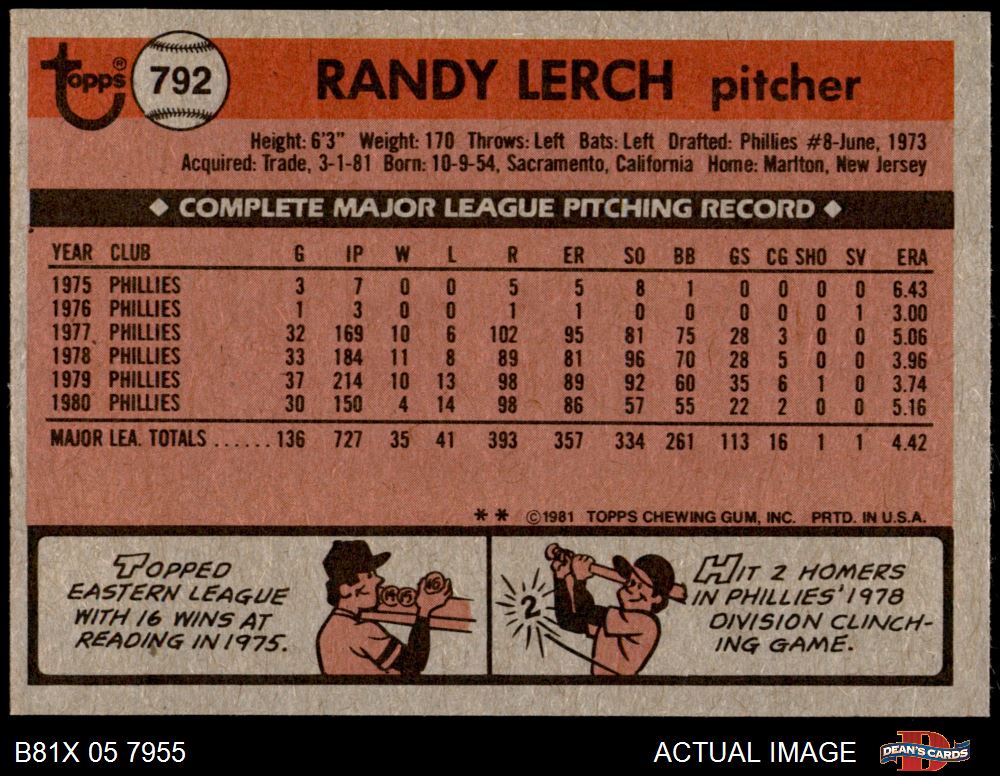 Topps® 792 RANDY LERCH pitcher
Height: 6'3" Weight: 170 Throws: Left Bats: Left Drafted: Phillies #8-June, 1973
Acquired: Trade, 3-1-81 Born: 10-9-54, Sacramento, California Home: Marlton, New Jersey
◆ COMPLETE MAJOR LEAGUE PITCHING RECORD ◆
YEAR CLUB G IP W L R ER SO BB GS CG SHO SV ERA
1975 PHILLIES 3 7 0 0 5 5 8 1 0 0 0 0 6.43
1976 PHILLIES 1 3 0 0 1 1 0 0 0 0 0 1 3.00
1977 PHILLIES 32 169 10 6 102 95 81 75 28 3 0 0 5.06
1978 PHILLIES 33 184 11 8 89 81 96 70 28 5 0 0 3.96
1979 PHILLIES 37 214 10 13 98 89 92 60 35 6 1 0 3.74
1980 PHILLIES 30 150 4 14 98 86 57 55 22 2 0 0 5.16
MAJOR LEA. TOTALS ...... 136 727 35 41 393 357 334 261 113 16 1 1 4.42
** ©1981 TOPPS CHEWING GUM, INC. PRTD. IN U.S.A.
TOPPED
EASTERN LEAGUE
WITH 16 WINS AT
READING IN 1975.
14 15 16
2
HIT 2 HOMERS
IN PHILLIES' 1978
DIVISION CLINCH-
ING GAME.
B81X 05 7955 ACTUAL IMAGE DEAN'S CARDS